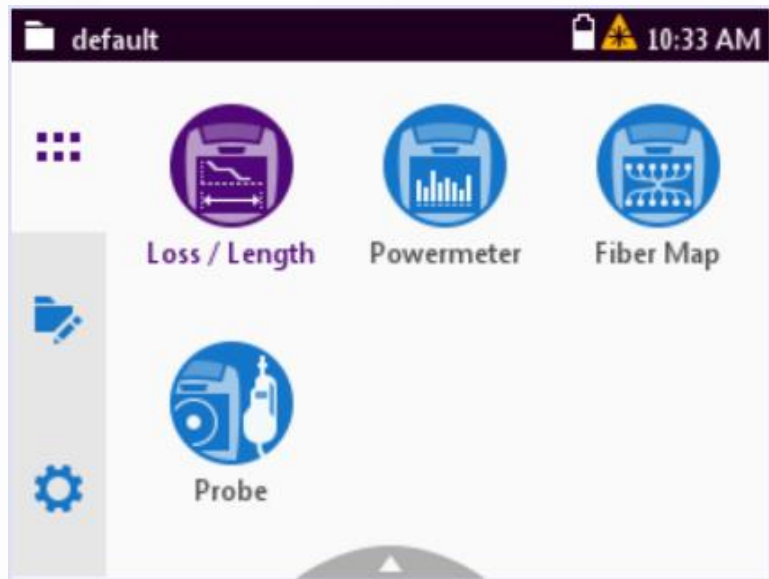 default
10:33 AM
Loss / Length
Powermeter
Fiber Map
Probe